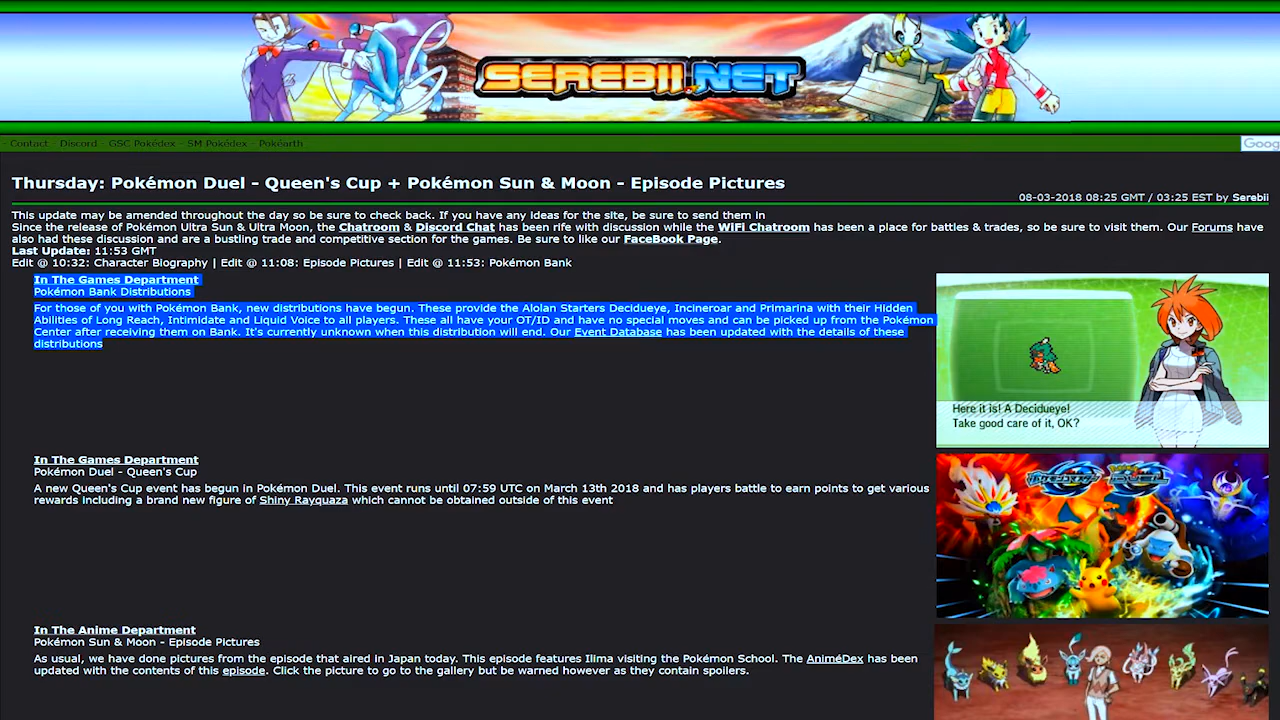 SEREBII.NET
- Contact - Discord - GSC Pokédex - SM Pokédex - Pokéarth
Goog
Thursday: Pokémon Duel - Queen's Cup + Pokémon Sun & Moon - Episode Pictures
08-03-2018 08:25 GMT / 03:25 EST by Serebii
This update may be amended throughout the day so be sure to check back. If you have any ideas for the site, be sure to send them in
Since the release of Pokémon Ultra Sun & Ultra Moon, the Chatroom & Discord Chat has been rife with discussion while the WiFi Chatroom has been a place for battles & trades, so be sure to visit them. Our Forums have
also had these discussion and are a bustling trade and competitive section for the games. Be sure to like our FaceBook Page.
Last Update: 11:53 GMT
Edit @ 10:32: Character Biography | Edit @ 11:08: Episode Pictures | Edit @ 11:53: Pokémon Bank
In The Games Department
Pokémon Bank Distributions
For those of you with Pokémon Bank, new distributions have begun. These provide the Alolan Starters Decidueye, Incineroar and Primarina with their Hidden
Abilities of Long Reach, Intimidate and Liquid Voice to all players. These all have your OT/ID and have no special moves and can be picked up from the Pokémon
Center after receiving them on Bank. It's currently unknown when this distribution will end. Our Event Database has been updated with the details of these
distributions
Here it is! A Decidueye!
Take good care of it, OK?
In The Games Department
Pokémon Duel - Queen's Cup
A new Queen's Cup event has begun in Pokémon Duel. This event runs until 07:59 UTC on March 13th 2018 and has players battle to earn points to get various
rewards including a brand new figure of Shiny Rayquaza which cannot be obtained outside of this event
DUEL
In The Anime Department
Pokémon Sun & Moon - Episode Pictures
As usual, we have done pictures from the episode that aired in Japan today. This episode features Ilima visiting the Pokémon School. The AniméDex has been
updated with the contents of this episode. Click the picture to go to the gallery but be warned however as they contain spoilers.